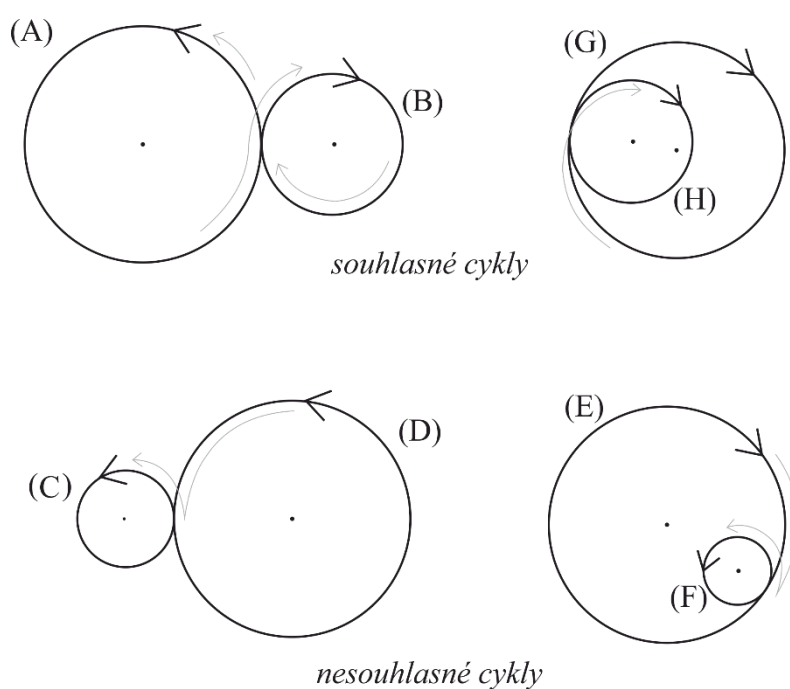 (A)
(B)
(G)
(H)
souhlasné cykly
(C)
(D)
(E)
(F)
nesouhlasné cykly